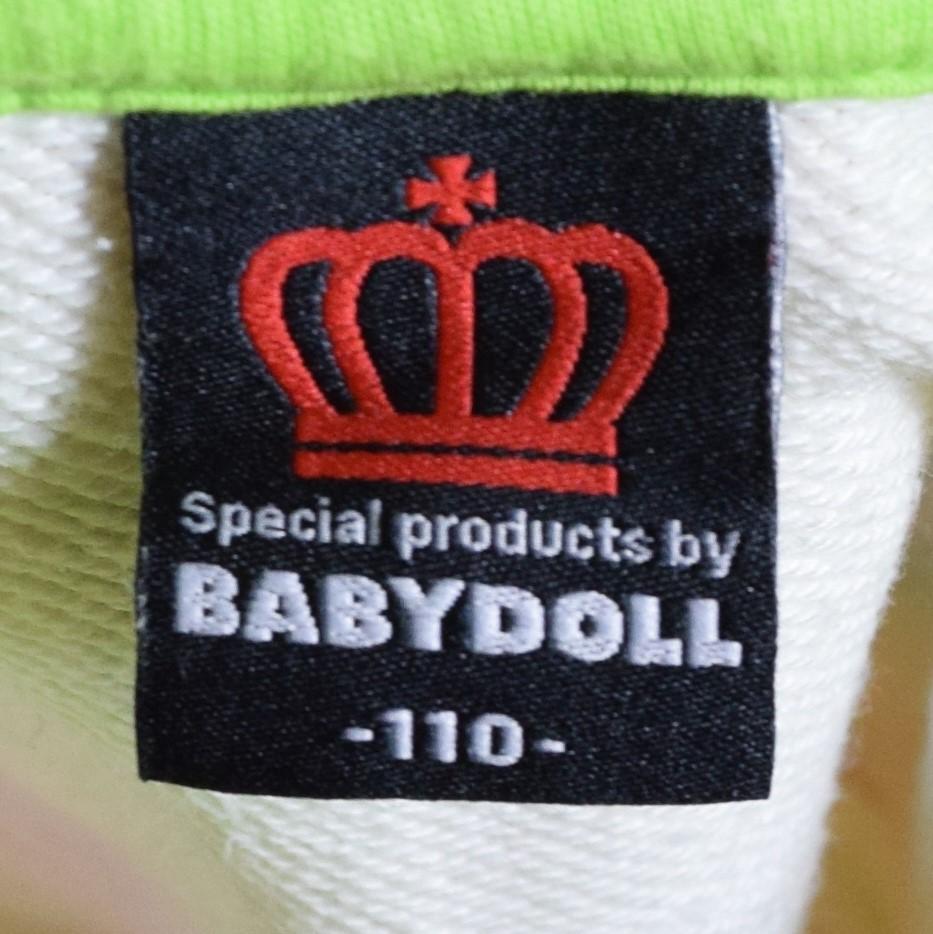 Special products by
BABYDOLL
-110-